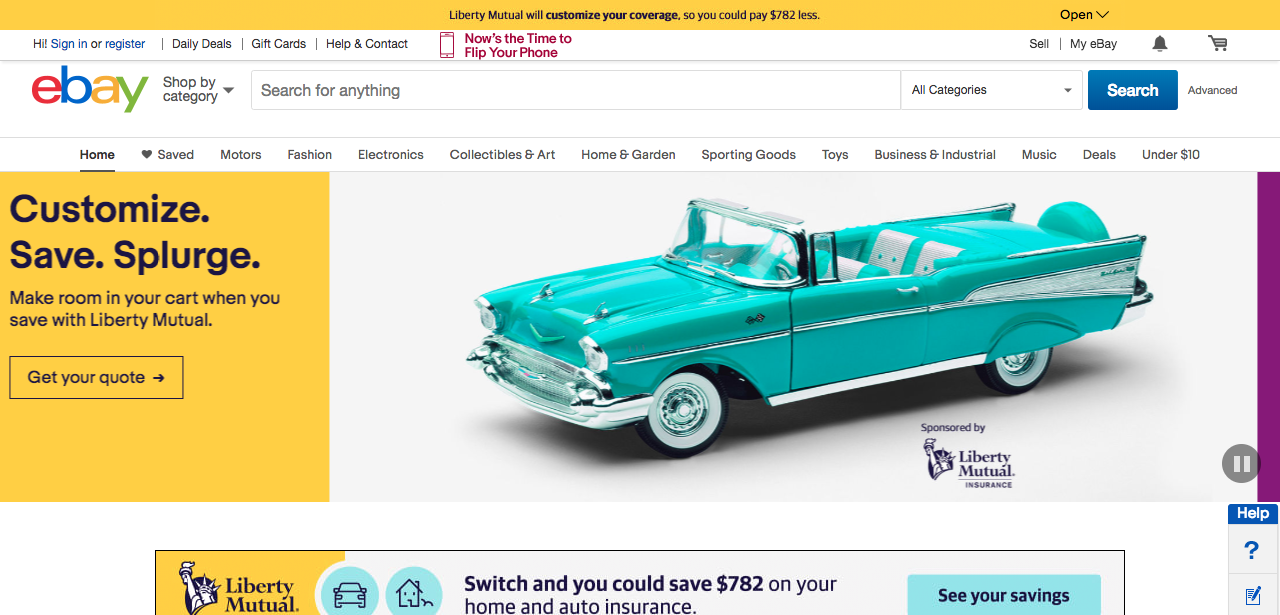 Liberty Mutual will customize your coverage, so you could pay $782 less.
Open
Hi! Sign in or register
Daily Deals
Gift Cards
Help & Contact
Now's the Time to
Flip Your Phone
Sell
My eBay
ebay
Shop by
category
Search for anything
All Categories
Search
Advanced
Home
Saved
Motors
Fashion
Electronics
Collectibles & Art
Home & Garden
Sporting Goods
Toys
Business & Industrial
Music
Deals
Under $10
Customize.
Save. Splurge.
Make room in your cart when you
save with Liberty Mutual.
Get your quote →
Sponsored by
Liberty
Mutual.
INSURANCE
Help
?
Liberty
Mutual.
Switch and you could save $782 on your
home and auto insurance.
See your savings